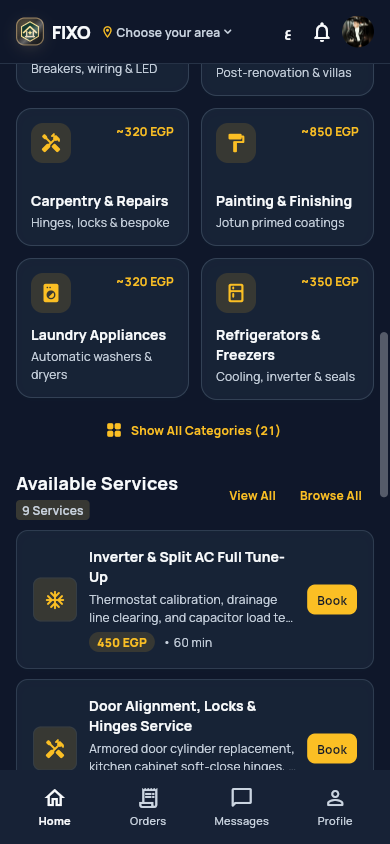 FIXO
Choose your area
ع
Breakers, wiring & LED
Post-renovation & villas
~320 EGP
Carpentry & Repairs
Hinges, locks & bespoke
~850 EGP
Painting & Finishing
Jotun primed coatings
~320 EGP
Laundry Appliances
Automatic washers &
dryers
~350 EGP
Refrigerators &
Freezers
Cooling, inverter & seals
Show All Categories (21)
Available Services
9 Services
View All
Browse All
Inverter & Split AC Full Tune-
Up
Thermostat calibration, drainage
line clearing, and capacitor load te…
450 EGP • 60 min
Book
Door Alignment, Locks &
Hinges Service
Armored door cylinder replacement,
kitchen cabinet soft-close hinges, …
Book
Home
Orders
Messages
Profile